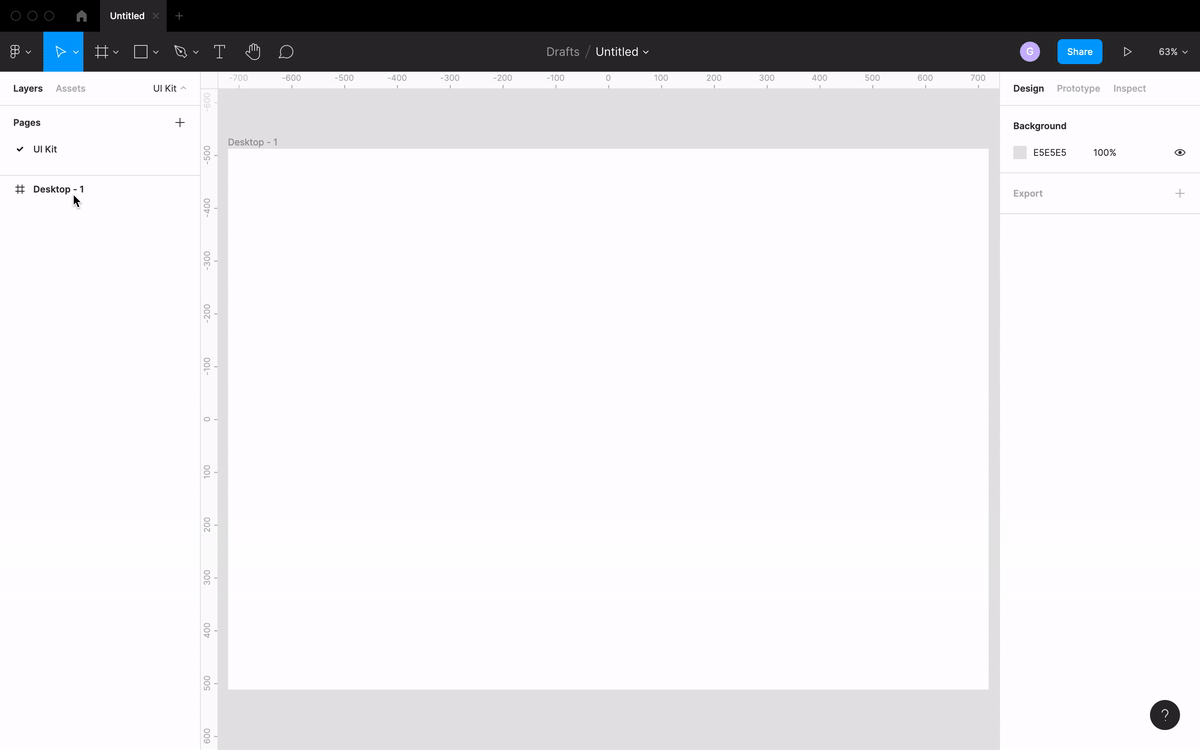 Untitled
Drafts / Untitled
G
Share
63%
Layers Assets UI Kit
-700 -600 -500 -400 -300 -200 -100 0 100 200 300 400 500 600 700
Design Prototype Inspect
-600
Pages
UI Kit
Desktop - 1
Desktop - 1
-500
-400
-300
-200
-100
0
100
200
300
400
500
600
Background
E5E5E5 100%
Export
?